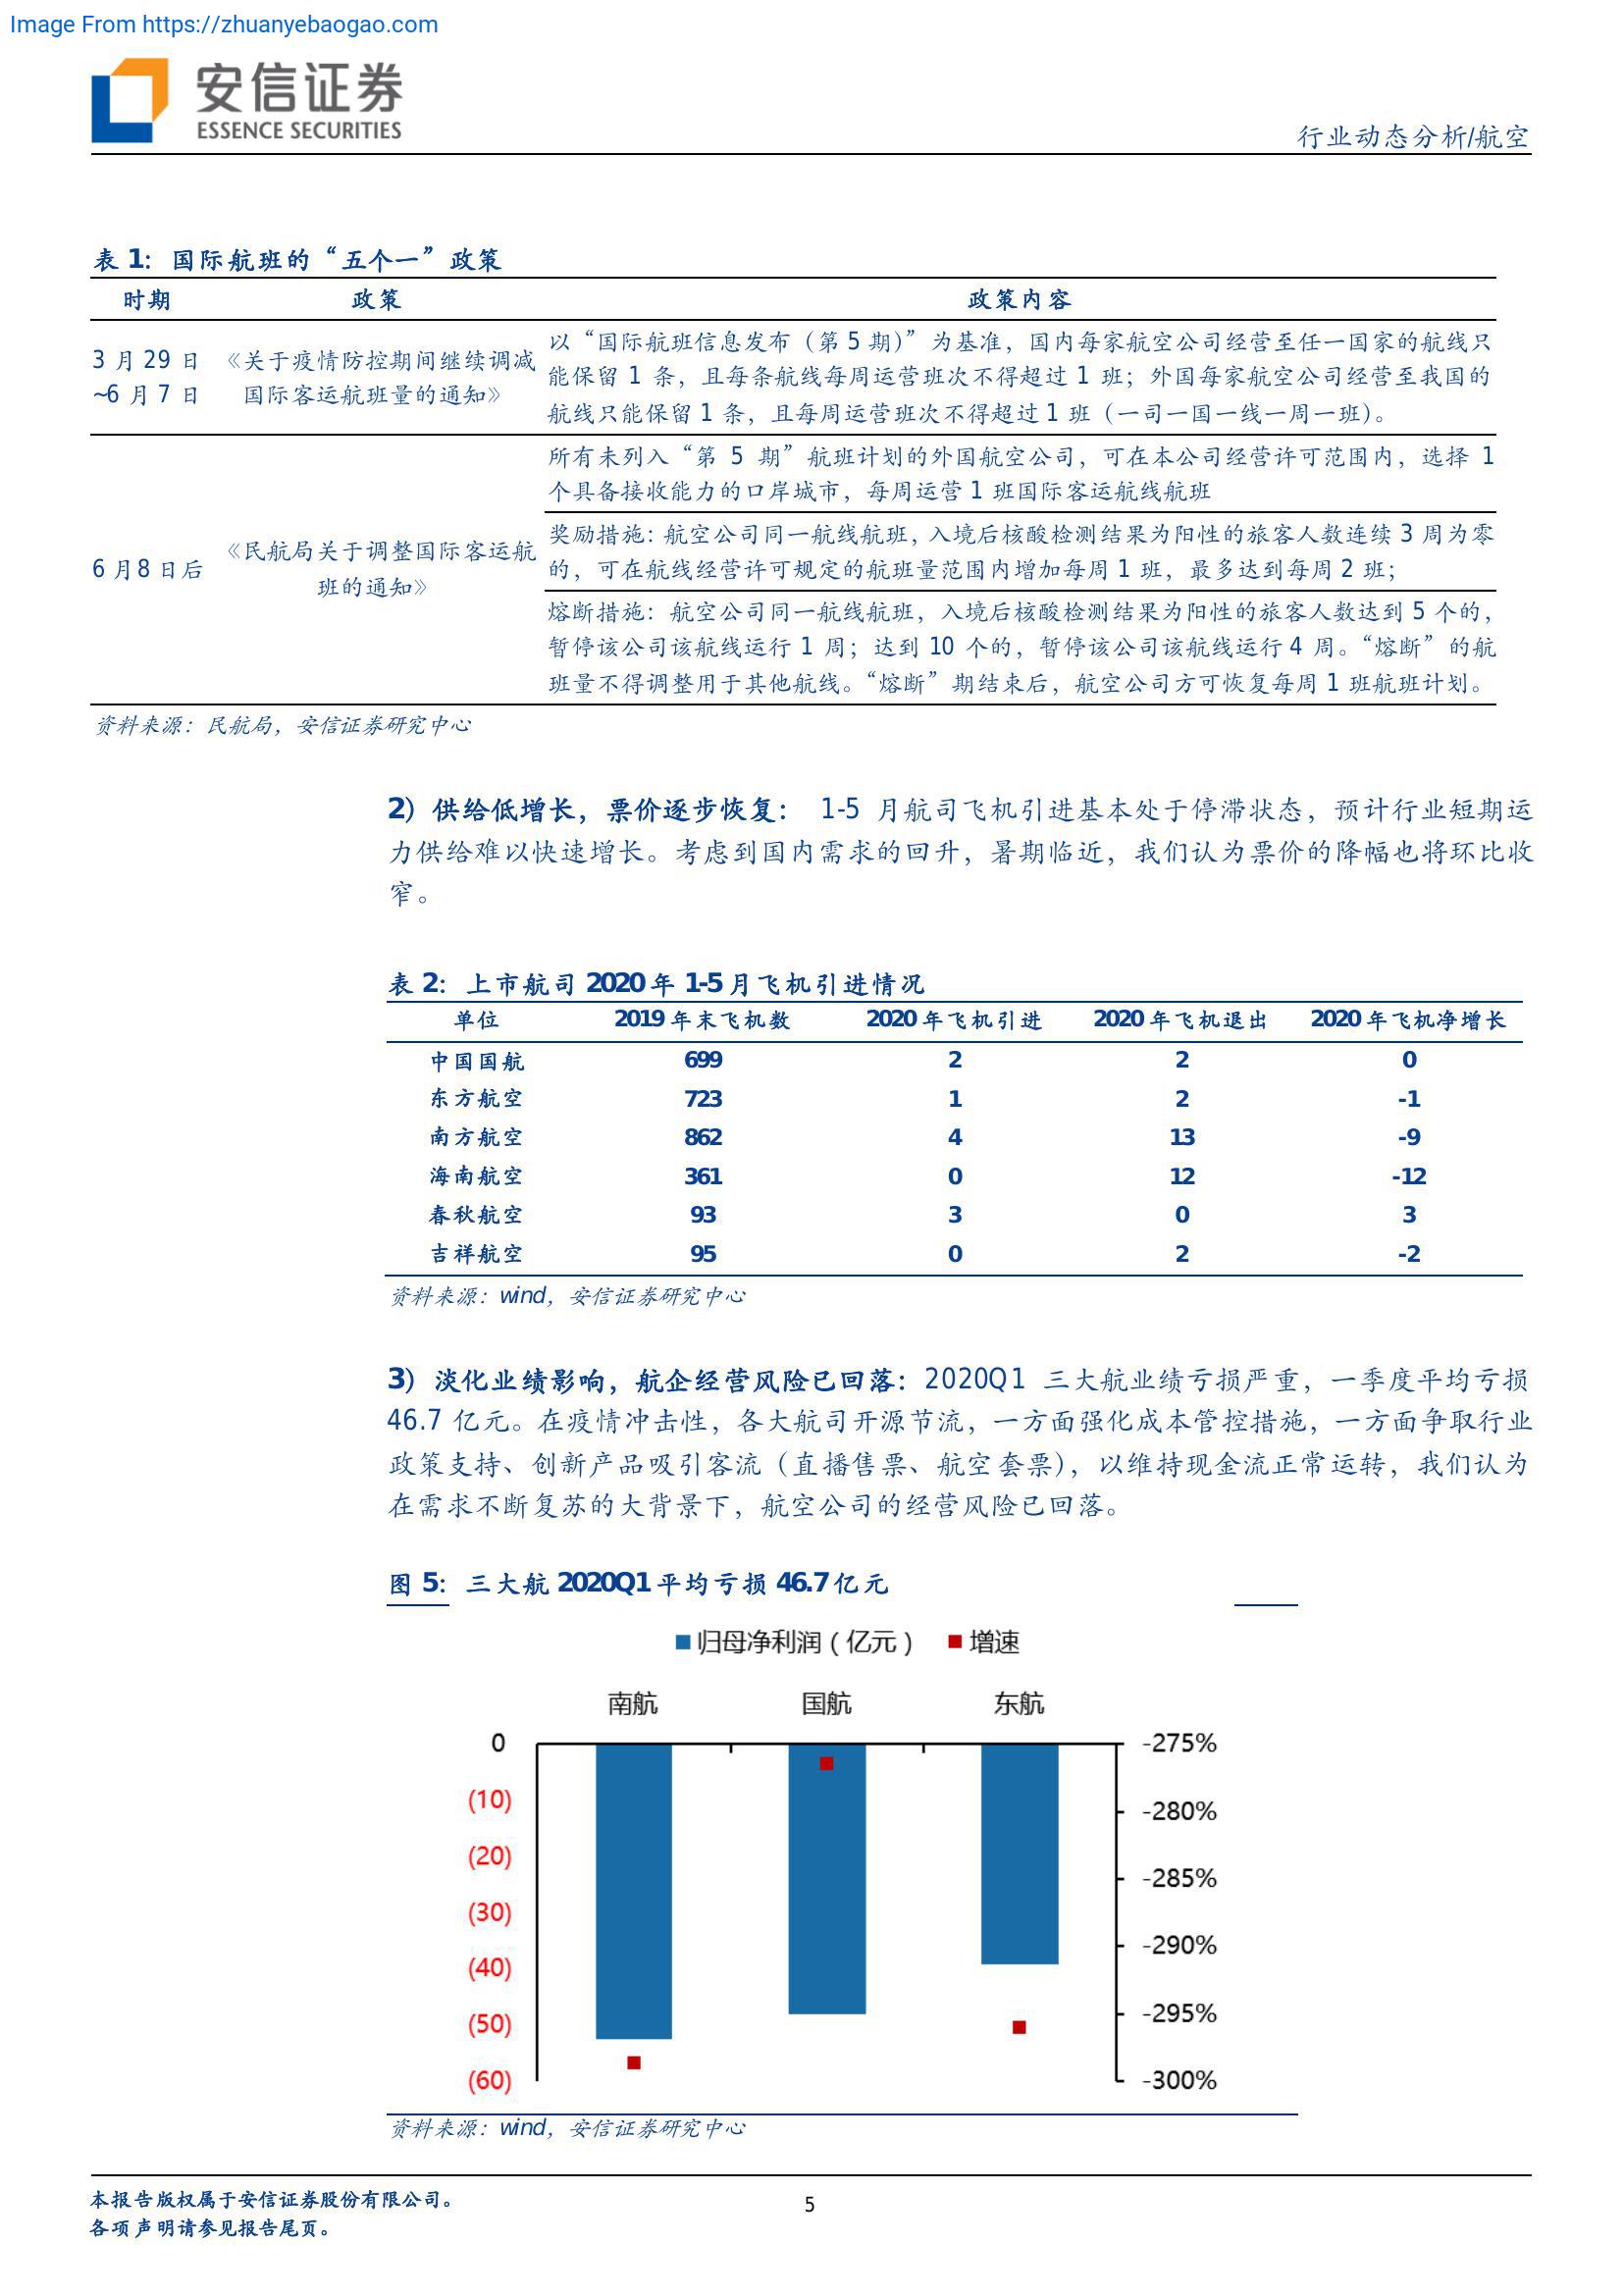 Image From https://zhuanyebaogao.com
安信证券
ESSENCE SECURITIES
行业动态分析/航空
表 1：国际航班的“五个一”政策
时期 政策 政策内容
3 月 29 日
~6 月 7 日
《关于疫情防控期间继续调减
国际客运航班量的通知》
以“国际航班信息发布（第 5 期）”为基准，国内每家航空公司经营至任一国家的航线只
能保留 1 条，且每条航线每周运营班次不得超过 1 班；外国每家航空公司经营至我国的
航线只能保留 1 条，且每周运营班次不得超过 1 班（一司一国一线一周一班）。
6 月 8 日后
《民航局关于调整国际客运航
班的通知》
所有未列入“第 5 期”航班计划的外国航空公司，可在本公司经营许可范围内，选择 1
个具备接收能力的口岸城市，每周运营 1 班国际客运航线航班
奖励措施：航空公司同一航线航班，入境后核酸检测结果为阳性的旅客人数连续 3 周为零
的，可在航线经营许可规定的航班量范围内增加每周 1 班，最多达到每周 2 班；
熔断措施：航空公司同一航线航班，入境后核酸检测结果为阳性的旅客人数达到 5 个的，
暂停该公司该航线运行 1 周；达到 10 个的，暂停该公司该航线运行 4 周。“熔断”的航
班量不得调整用于其他航线。“熔断”期结束后，航空公司方可恢复每周 1 班航班计划。
资料来源：民航局，安信证券研究中心
2）供给低增长，票价逐步恢复： 1-5 月航司飞机引进基本处于停滞状态，预计行业短期运
力供给难以快速增长。考虑到国内需求的回升，暑期临近，我们认为票价的降幅也将环比收
窄。
表 2：上市航司 2020 年 1-5 月飞机引进情况
单位 2019 年末飞机数 2020 年飞机引进 2020 年飞机退出 2020 年飞机净增长
中国国航 699 2 2 0
东方航空 723 1 2 -1
南方航空 862 4 13 -9
海南航空 361 0 12 -12
春秋航空 93 3 0 3
吉祥航空 95 0 2 -2
资料来源：wind，安信证券研究中心
3）淡化业绩影响，航企经营风险已回落：2020Q1 三大航业绩亏损严重，一季度平均亏损
46.7 亿元。在疫情冲击性，各大航司开源节流，一方面强化成本管控措施，一方面争取行业
政策支持、创新产品吸引客流（直播售票、航空套票），以维持现金流正常运转，我们认为
在需求不断复苏的大背景下，航空公司的经营风险已回落。
图 5：三大航 2020Q1 平均亏损 46.7 亿元
归母净利润（亿元） 增速
南航 国航 东航
0 -275%
(10) -280%
(20) -285%
(30)
(40) -290%
(50) -295%
(60) -300%
资料来源：wind，安信证券研究中心
本报告版权属于安信证券股份有限公司。
5
各项声明请参见报告尾页。